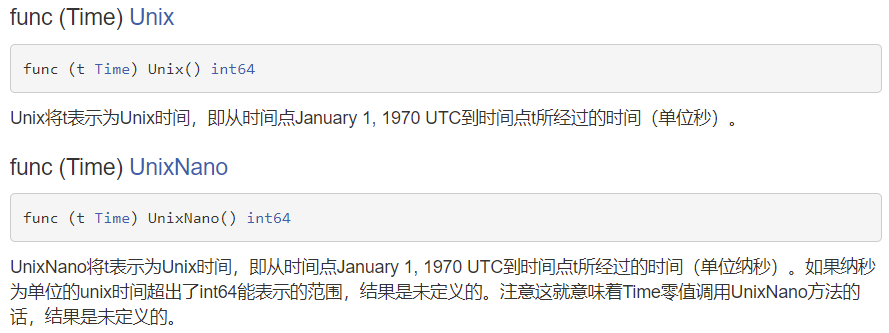 func (Time) Unix
func (t Time) Unix() int64
Unix将t表示为Unix时间，即从时间点January 1, 1970 UTC到时间点t所经过的时间（单位秒）。
func (Time) UnixNano
func (t Time) UnixNano() int64
UnixNano将t表示为Unix时间，即从时间点January 1, 1970 UTC到时间点t所经过的时间（单位纳秒）。如果纳秒
为单位的unix时间超出了int64能表示的范围，结果是未定义的。注意这就意味着Time零值调用UnixNano方法的
话，结果是未定义的。